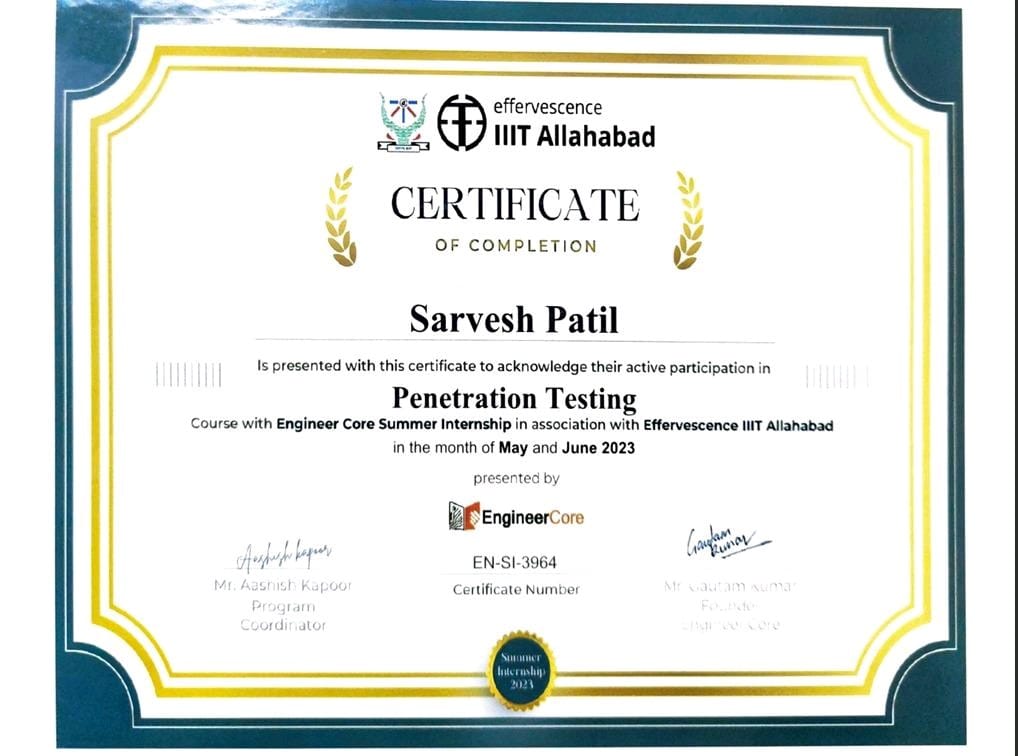 effervescence
IIIT Allahabad
CERTIFICATE
OF COMPLETION
Sarvesh Patil
Is presented with this certificate to acknowledge their active participation in
Penetration Testing
Course with Engineer Core Summer Internship in association with Effervescence IIIT Allahabad
in the month of May and June 2023
presented by
EngineerCore
Aashish kapoor
Gautam
Kumar
EN-SI-3964
Certificate Number
Mr. Aashish Kapoor
Program
Coordinator
Mr. Gautam Kumar
Founder
Engineer Core
Summer
Internship
2023